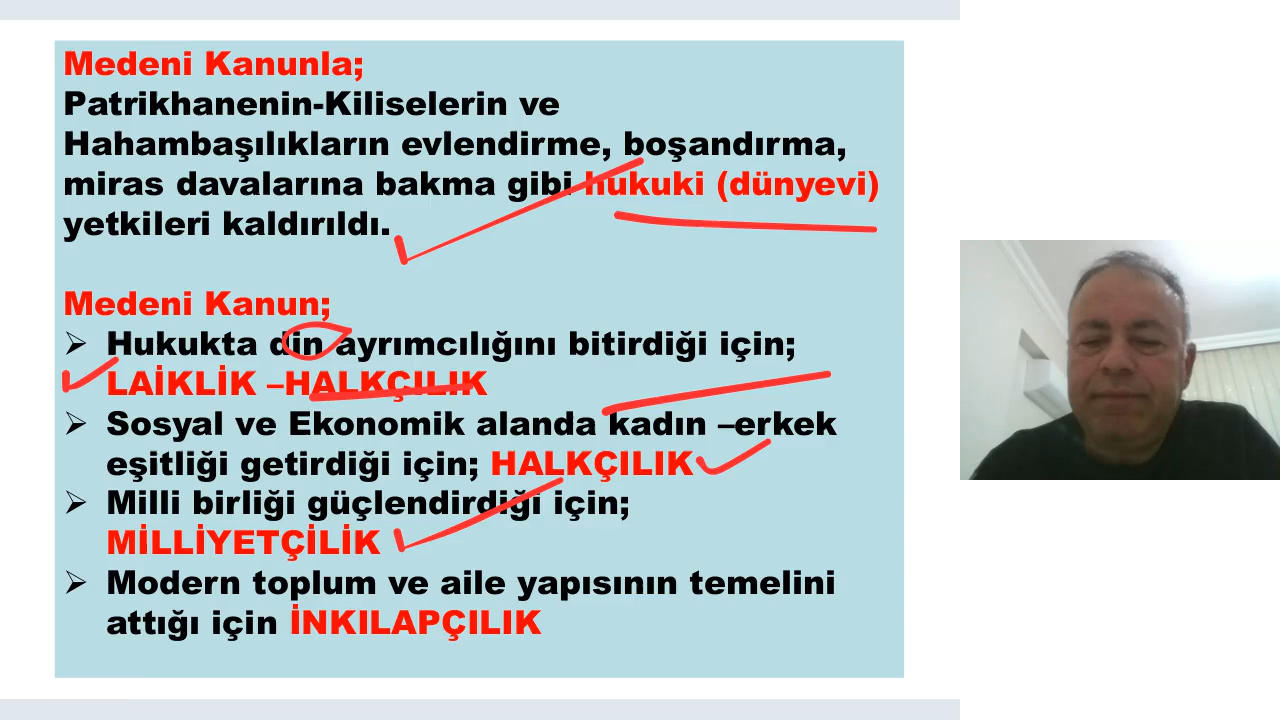 Medeni Kanunla;
Patrikhanenin-Kiliselerin ve
Hahambaşılıkların evlendirme, boşandırma,
miras davalarına bakma gibi hukuki (dünyevi)
yetkileri kaldırıldı.
Medeni Kanun;
➢ Hukukta din ayrımcılığını bitirdiği için;
LAİKLİK –HALKÇILIK
➢ Sosyal ve Ekonomik alanda kadın –erkek
eşitliği getirdiği için; HALKÇILIK
➢ Milli birliği güçlendirdiği için;
MİLLİYETÇİLİK
➢ Modern toplum ve aile yapısının temelini
attığı için İNKILAPÇILIK